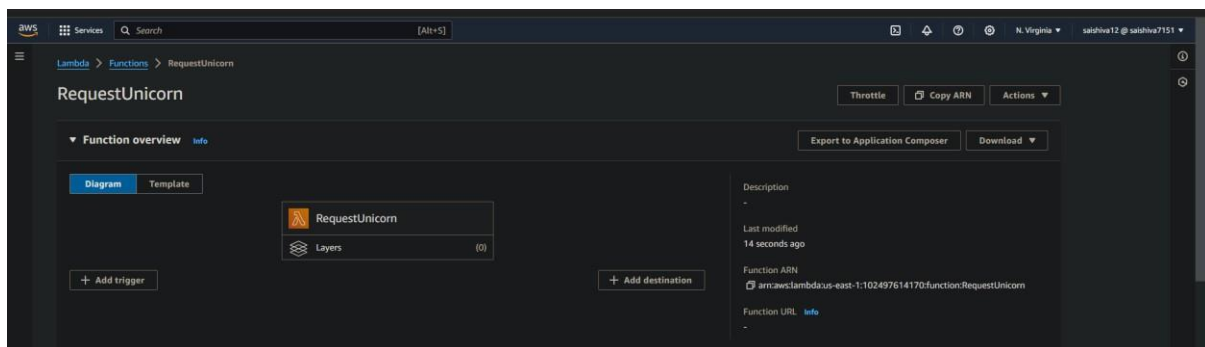 aws Services Search [Alt+S] N. Virginia saishiva12 @ saishiva7151
Lambda > Functions > RequestUnicorn
RequestUnicorn
Throttle Copy ARN Actions
Function overview Info
Export to Application Composer Download
Diagram Template
RequestUnicorn
Layers (0)
+ Add trigger
+ Add destination
Description
-
Last modified
14 seconds ago
Function ARN
arn:aws:lambda:us-east-1:102497614170:function:RequestUnicorn
Function URL Info
-